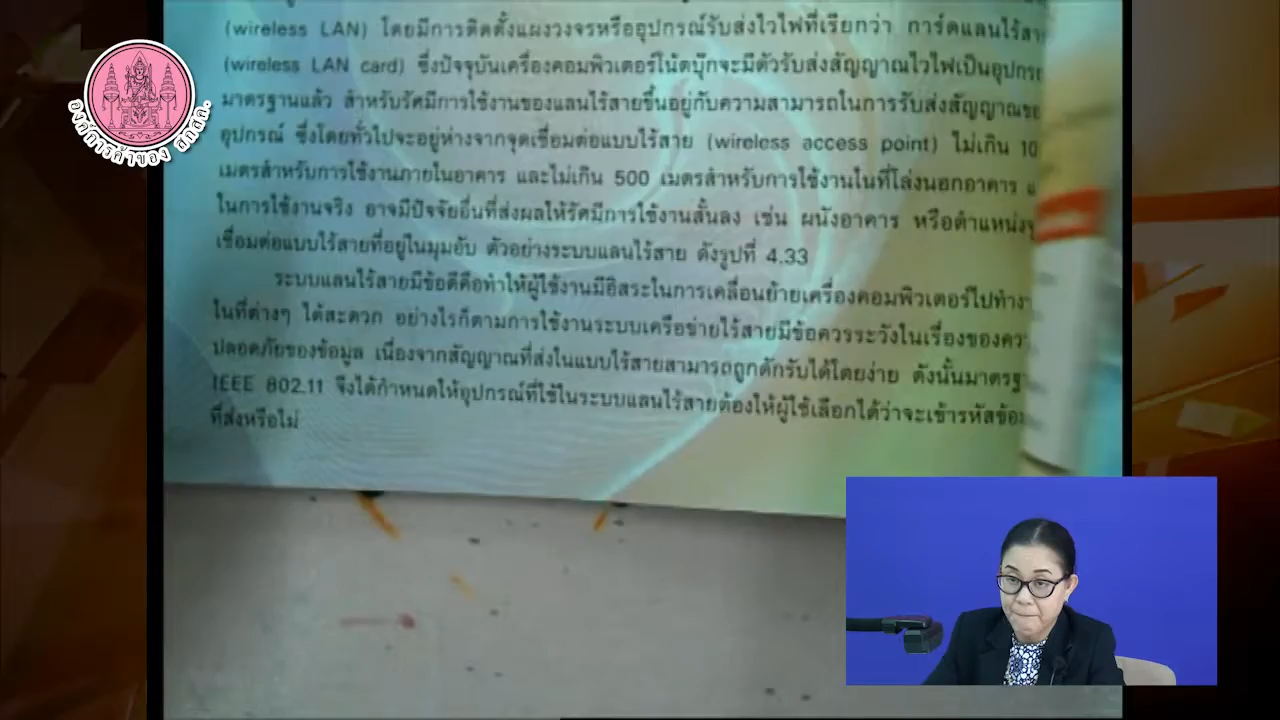 องค์การค้าของ สกสค.
(wireless LAN) โดยมีการติดตั้งแผงวงจรหรืออุปกรณ์รับส่งไวไฟที่เรียกว่า การ์ดแลนไร้สาย
(wireless LAN card) ซึ่งปัจจุบันเครื่องคอมพิวเตอร์โน้ตบุ๊กจะมีตัวรับส่งสัญญาณไวไฟเป็นอุปกร
มาตรฐานแล้ว สำหรับรัศมีการใช้งานของแลนไร้สายขึ้นอยู่กับความสามารถในการรับส่งสัญญาณขอ
อุปกรณ์ ซึ่งโดยทั่วไปจะอยู่ห่างจากจุดเชื่อมต่อแบบไร้สาย (wireless access point) ไม่เกิน 10
เมตรสำหรับการใช้งานภายในอาคาร และไม่เกิน 500 เมตรสำหรับการใช้งานในที่โล่งนอกอาคาร แ
ในการใช้งานจริง อาจมีปัจจัยอื่นที่ส่งผลให้รัศมีการใช้งานสั้นลง เช่น ผนังอาคาร หรือตำแหน่งจุ
เชื่อมต่อแบบไร้สายที่อยู่ในมุมอับ ตัวอย่างระบบแลนไร้สาย ดังรูปที่ 4.33
ระบบแลนไร้สายมีข้อดีคือทำให้ผู้ใช้งานมีอิสระในการเคลื่อนย้ายเครื่องคอมพิวเตอร์ไปทำงา
ในที่ต่างๆ ได้สะดวก อย่างไรก็ตามการใช้งานระบบเครือข่ายไร้สายมีข้อควรระวังในเรื่องของคว
ปลอดภัยของข้อมูล เนื่องจากสัญญาณที่ส่งในแบบไร้สายสามารถถูกดักรับได้โดยง่าย ดังนั้นมาตรฐ
IEEE 802.11 จึงได้กำหนดให้อุปกรณ์ที่ใช้ในระบบแลนไร้สายต้องให้ผู้ใช้เลือกได้ว่าจะเข้ารหัสข้อม
ที่ส่งหรือไม่